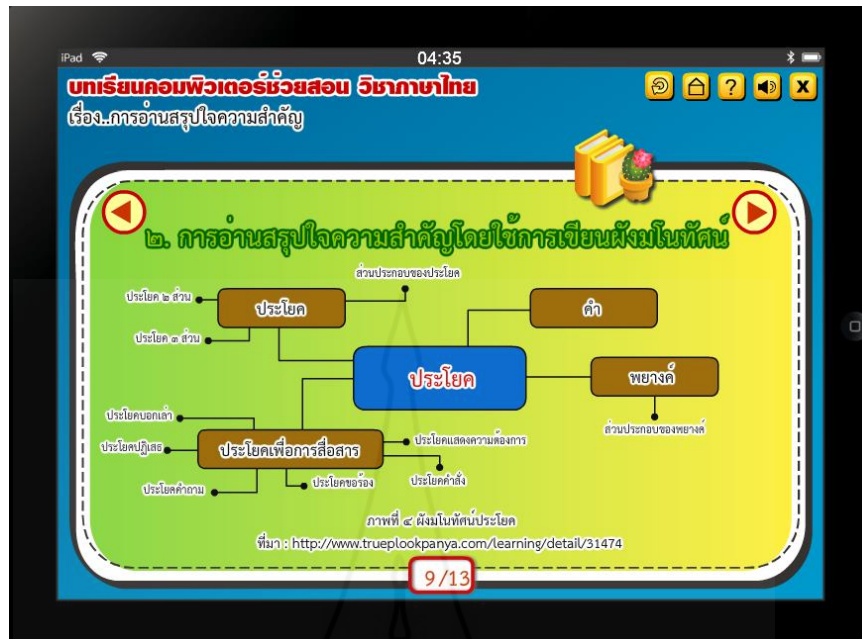 iPad
04:35
บทเรียนคอมพิวเตอร์ช่วยสอน วิชาภาษาไทย
เรื่อง..การอ่านสรุปใจความสำคัญ
? X
๒. การอ่านสรุปใจความสำคัญโดยใช้การเขียนผังมโนทัศน์
ส่วนประกอบของประโยค
ประโยค ๒ ส่วน
ประโยค
คำ
ประโยค ๓ ส่วน
ประโยค
พยางค์
ประโยคบอกเล่า
ส่วนประกอบของพยางค์
ประโยคปฏิเสธ
ประโยคเพื่อการสื่อสาร
ประโยคแสดงความต้องการ
ประโยคคำถาม
ประโยคขอร้อง
ประโยคคำสั่ง
ภาพที่ ๔ ผังมโนทัศน์ประโยค
ที่มา : http://www.trueplookpanya.com/learning/detail/31474
9/13